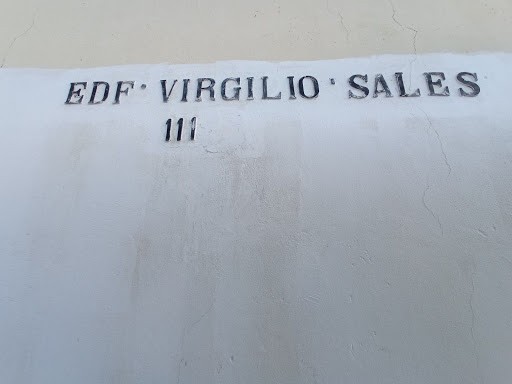 EDF· VIRGILIO · SALES
111